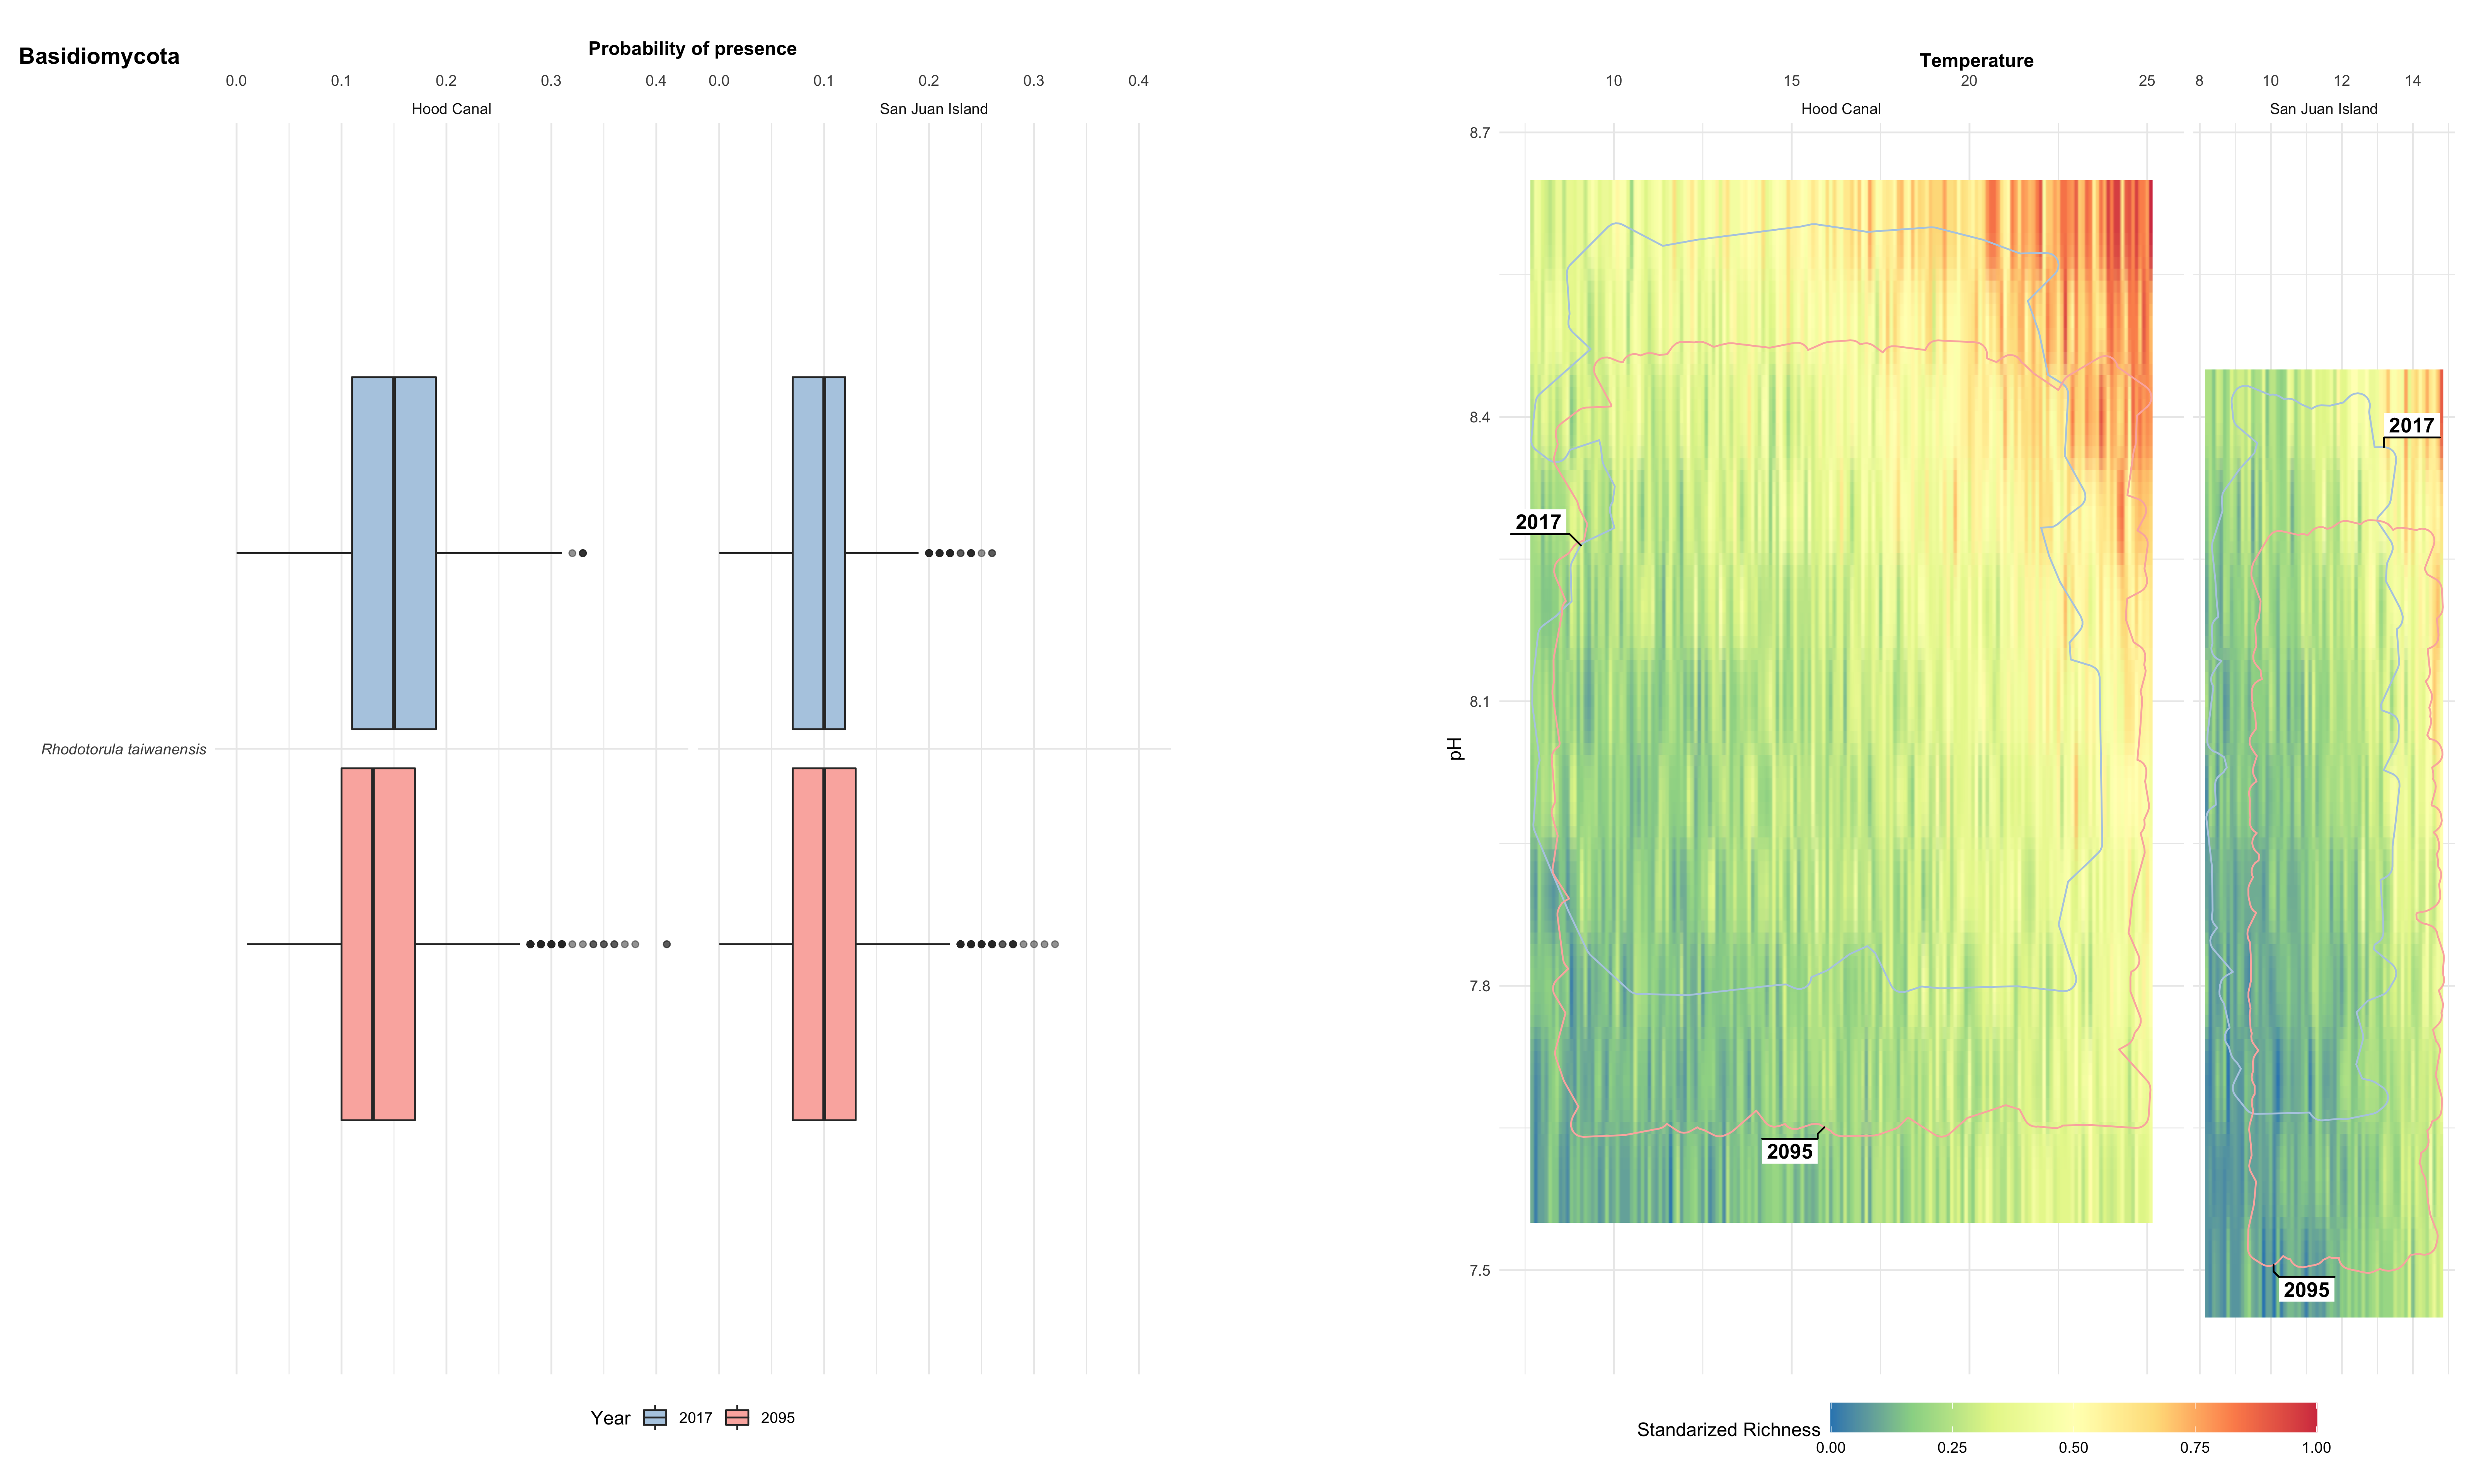 Basidiomycota
Probability of presence
0.0 0.1 0.2 0.3 0.4 0.0 0.1 0.2 0.3 0.4
Hood Canal San Juan Island
Rhodotorula taiwanensis
Year 2017 2095
Temperature
10 15 20 25 8 10 12 14
Hood Canal San Juan Island
8.7
8.4
8.1
7.8
7.5
pH
2017
2017
2095
2095
Standarized Richness
0.00 0.25 0.50 0.75 1.00